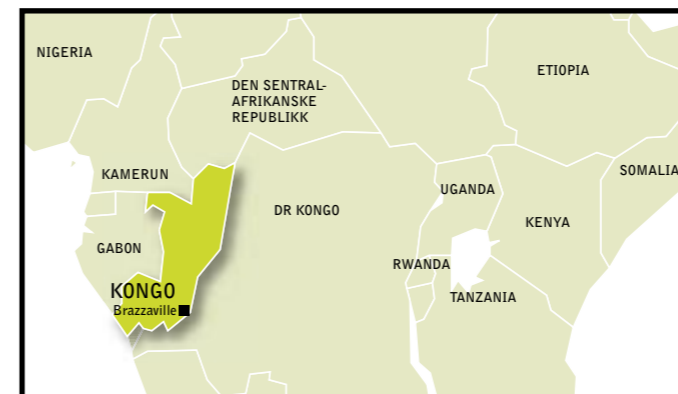 NIGERIA
ETIOPIA
DEN SENTRAL-
AFRIKANSKE
REPUBLIKK
KAMERUN
SOMALIA
UGANDA
DR KONGO
KENYA
GABON
RWANDA
KONGO
TANZANIA
Brazzaville